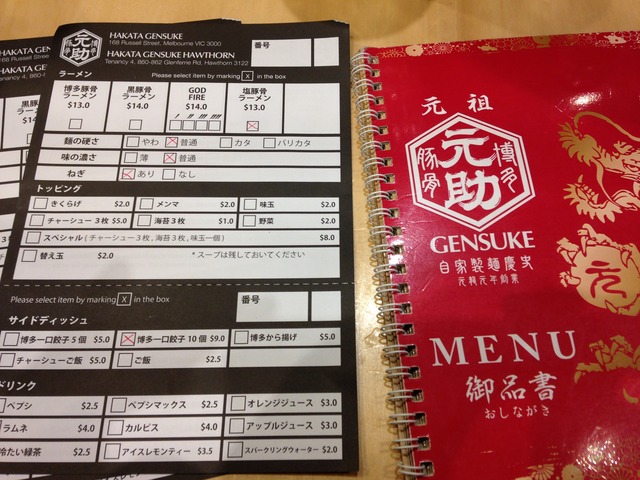 HAKATA GENSUKE
168 Russell Street, Melbourne VIC 3000
HAKATA GENSUKE HAWTHORN
Tenancy 4, 860-862 Glenferrie Rd, Hawthorn 3122
元助
博多
豚骨
番号
ラーメン
Please select item by marking X in the box
博多豚骨ラーメン $13.0
黒豚骨ラーメン $14.0
GOD FIRE $14.0
塩豚骨ラーメン $13.0
麺の硬さ やわ 普通 カタ バリカタ
味の濃さ 薄 普通
ねぎ あり なし
トッピング
きくらげ $2.0 メンマ $2.0 味玉 $2.0
チャーシュー3枚 $5.0 海苔3枚 $1.0 野菜 $2.0
スペシャル ( チャーシュー3枚, 海苔3枚, 味玉一個 ) $8.0
替え玉 $2.0 *スープは残しておいてください
Please select item by marking X in the box
番号
サイドディッシュ
博多一口餃子 5個 $5.0 博多一口餃子 10個 $9.0 博多から揚げ $5.0
チャーシューご飯 $5.0 ご飯 $2.5
ドリンク
ペプシ $2.5 ペプシマックス $2.5 オレンジジュース $3.0
ラムネ $4.0 カルピス $4.0 アップルジュース $3.0
冷たい緑茶 $2.5 アイスレモンティー $3.5 スパークリングウォーター $2.0
元祖
博多
元助
豚骨
GENSUKE
自家製麺慶史
元
MENU
御品書
おしながき